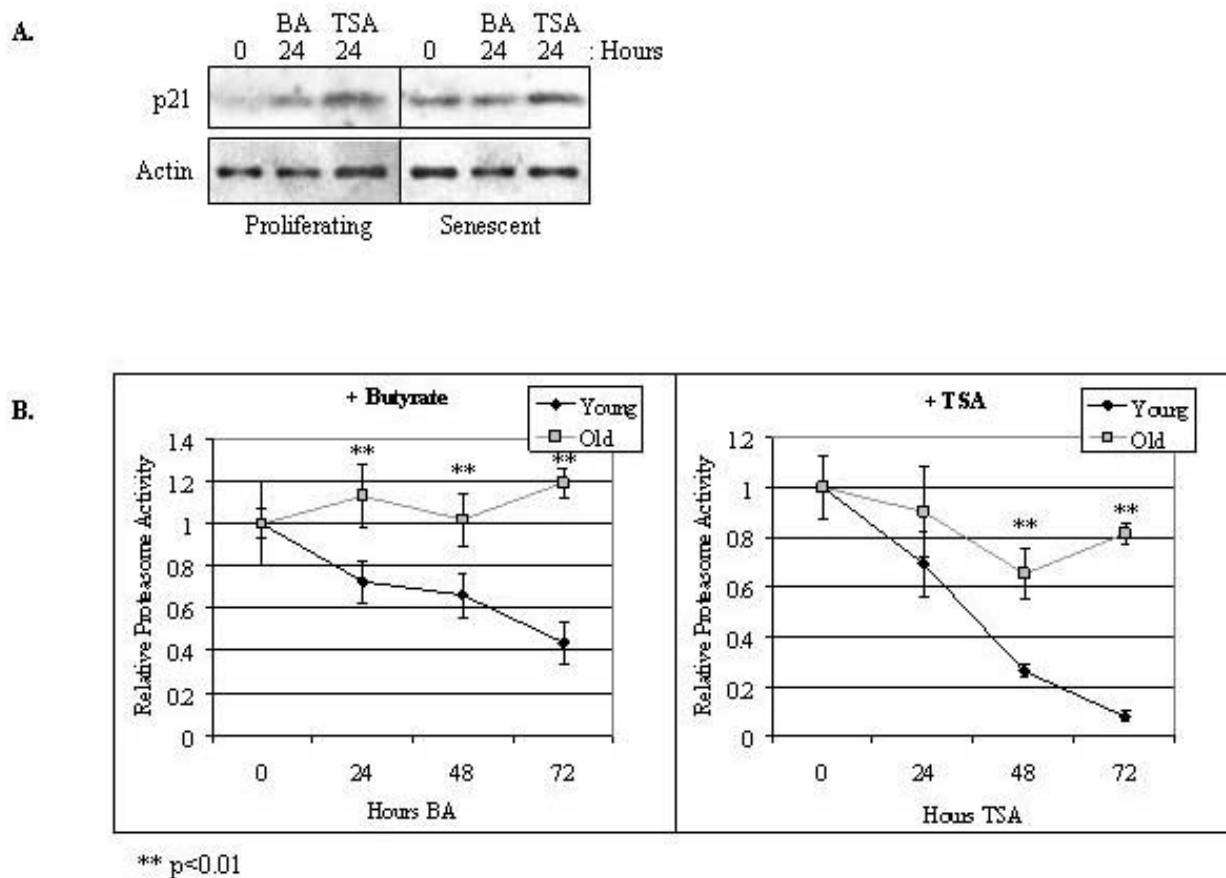 A.
BA TSA
0 24 24 0 24 24 : Hours
BA TSA
p21
Actin
Proliferating Senescent
B.
+ Butyrate
Young
Old
Relative Proteasome Activity
1.4
1.2
1
0.8
0.6
0.4
0.2
0
** ** **
0 24 48 72
Hours BA
+ TSA
Young
Old
Relative Proteasome Activity
1.2
1
0.8
0.6
0.4
0.2
0
** **
0 24 48 72
Hours TSA
** p<0.01